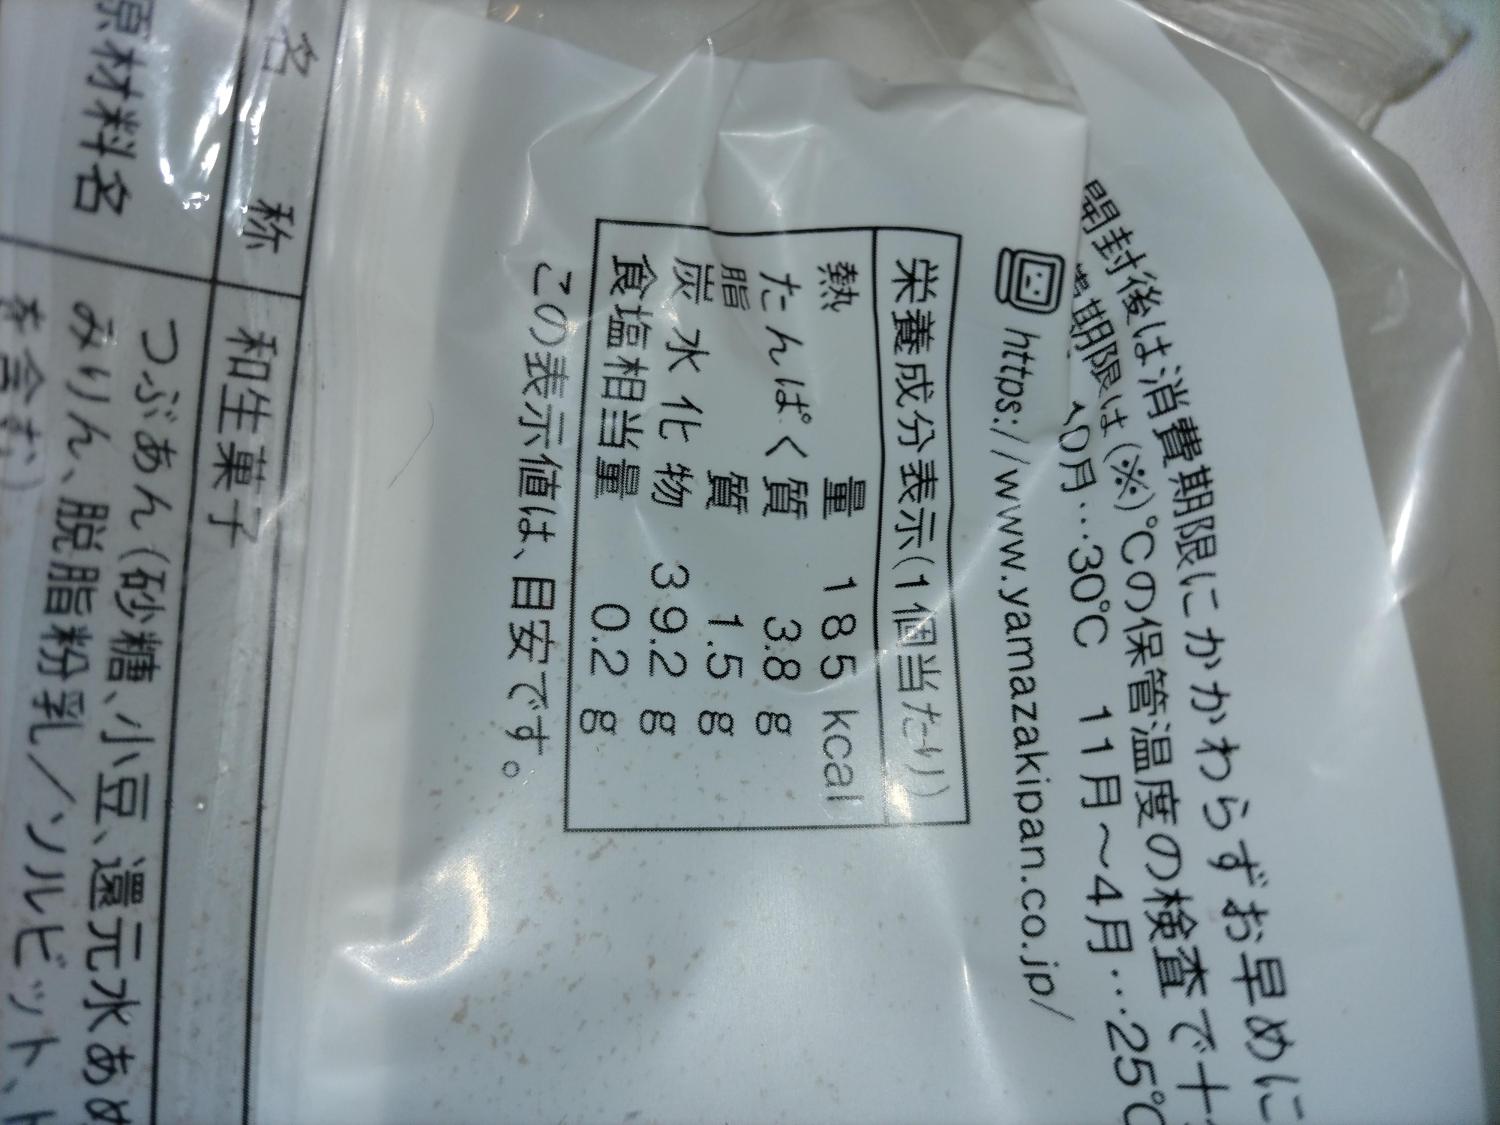 開封後は消費期限にかかわらずお早めに
期限は(※)℃の保管温度の検査で十
10月…30℃ 11月～4月…25℃
https://www.yamazakipan.co.jp/
栄養成分表示(1個当たり)
熱量 185 kcal
たんぱく質 3.8 g
脂質 1.5 g
炭水化物 39.2 g
食塩相当量 0.2 g
この表示値は、目安です。
名称 和生菓子
原材料名 つぶあん(砂糖、小豆、還元水あめ
みりん、脱脂粉乳/ソルビット、
を含む)